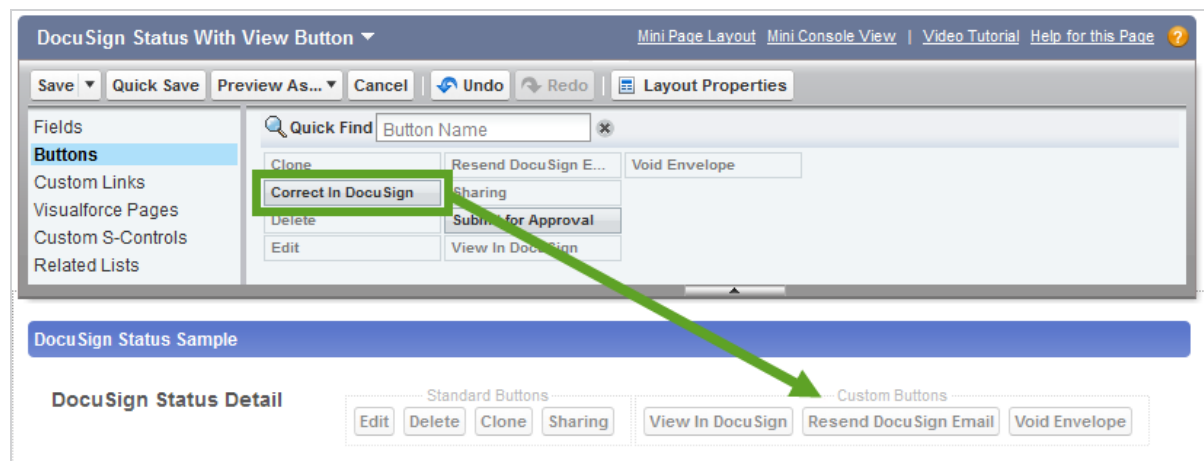 DocuSign Status With View Button Mini Page Layout Mini Console View | Video Tutorial Help for this Page ?
Save Quick Save Preview As... Cancel Undo Redo Layout Properties
Fields
Buttons
Custom Links
Visualforce Pages
Custom S-Controls
Related Lists
Quick Find Button Name
Clone Resend DocuSign E... Void Envelope
Correct In DocuSign Sharing
Delete Submit for Approval
Edit View In DocuSign
DocuSign Status Sample
DocuSign Status Detail
Standard Buttons
Edit Delete Clone Sharing
Custom Buttons
View In DocuSign Resend DocuSign Email Void Envelope